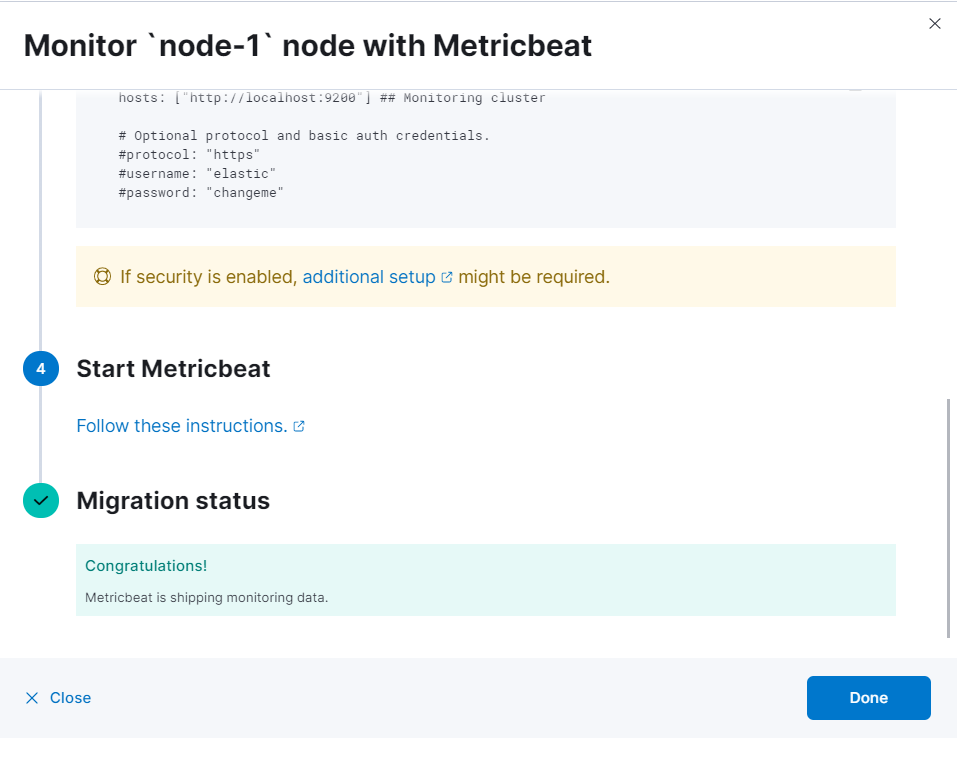 Monitor `node-1` node with Metricbeat
hosts: ["http://localhost:9200"] ## Monitoring cluster
# Optional protocol and basic auth credentials.
#protocol: "https"
#username: "elastic"
#password: "changeme"
If security is enabled, additional setup might be required.
4 Start Metricbeat
Follow these instructions.
Migration status
Congratulations!
Metricbeat is shipping monitoring data.
Close
Done